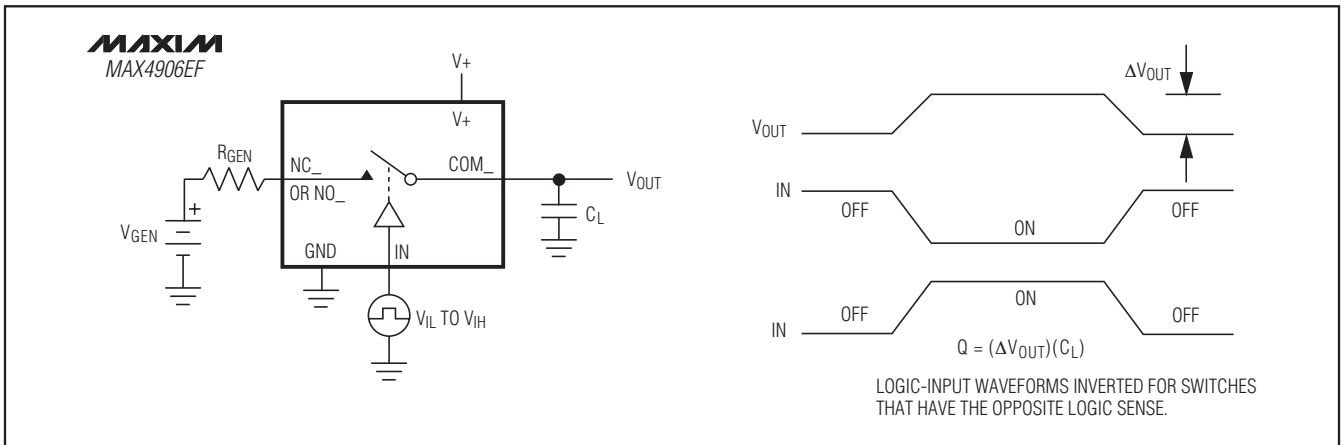 MAXIM
MAX4906EF
V+
V+
RGEN
NC_
OR NO_
COM_
VOUT
CL
VGEN
+
GND
IN
VIL TO VIH
ΔVOUT
VOUT
IN
OFF
ON
OFF
IN
OFF
ON
OFF
Q = (ΔVOUT)(CL)
LOGIC-INPUT WAVEFORMS INVERTED FOR SWITCHES
THAT HAVE THE OPPOSITE LOGIC SENSE.